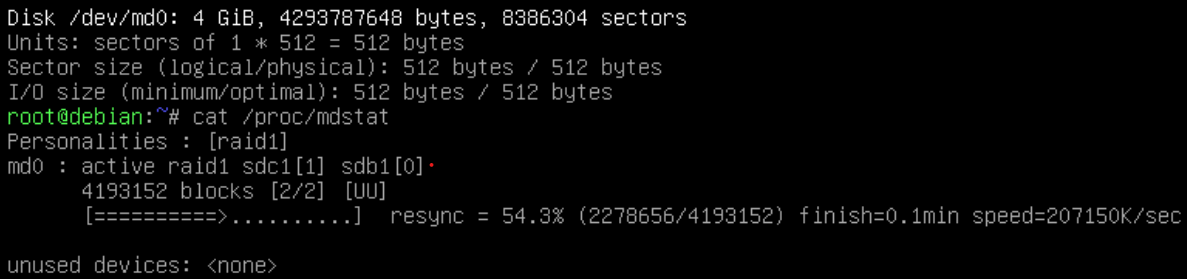 Disk /dev/md0: 4 GiB, 4293787648 bytes, 8386304 sectors
Units: sectors of 1 * 512 = 512 bytes
Sector size (logical/physical): 512 bytes / 512 bytes
I/O size (minimum/optimal): 512 bytes / 512 bytes
root@debian:~# cat /proc/mdstat
Personalities : [raid1]
md0 : active raid1 sdc1[1] sdb1[0]
      4193152 blocks [2/2] [UU]
      [==========>..........]  resync = 54.3% (2278656/4193152) finish=0.1min speed=207150K/sec

unused devices: <none>